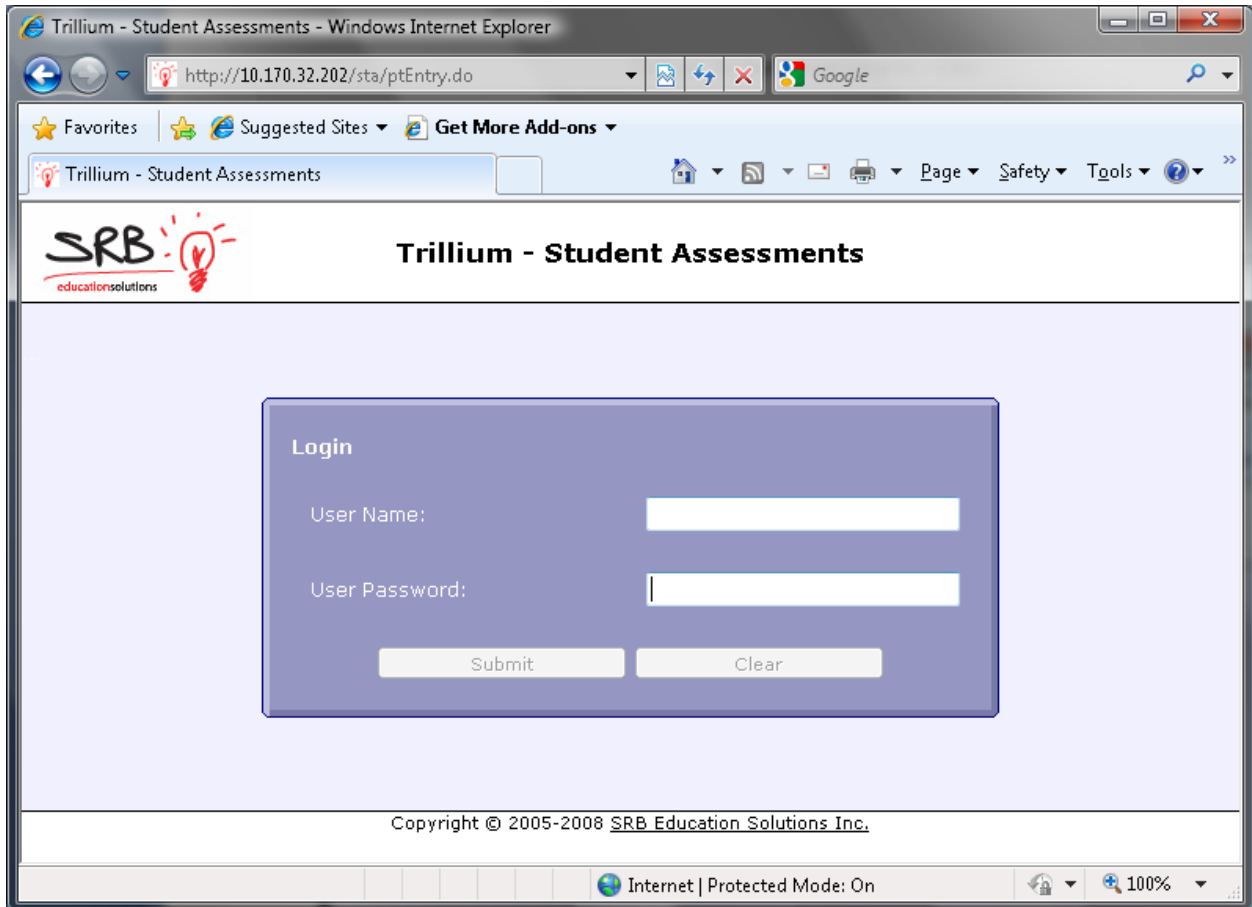 Trillium - Student Assessments - Windows Internet Explorer
http://10.170.32.202/sta/ptEntry.do Google
Favorites Suggested Sites Get More Add-ons
Trillium - Student Assessments Page Safety Tools »
SRB
educationsolutions
Trillium - Student Assessments
Login
User Name:
User Password:
Submit Clear
Copyright © 2005-2008 SRB Education Solutions Inc.
Internet | Protected Mode: On 100%